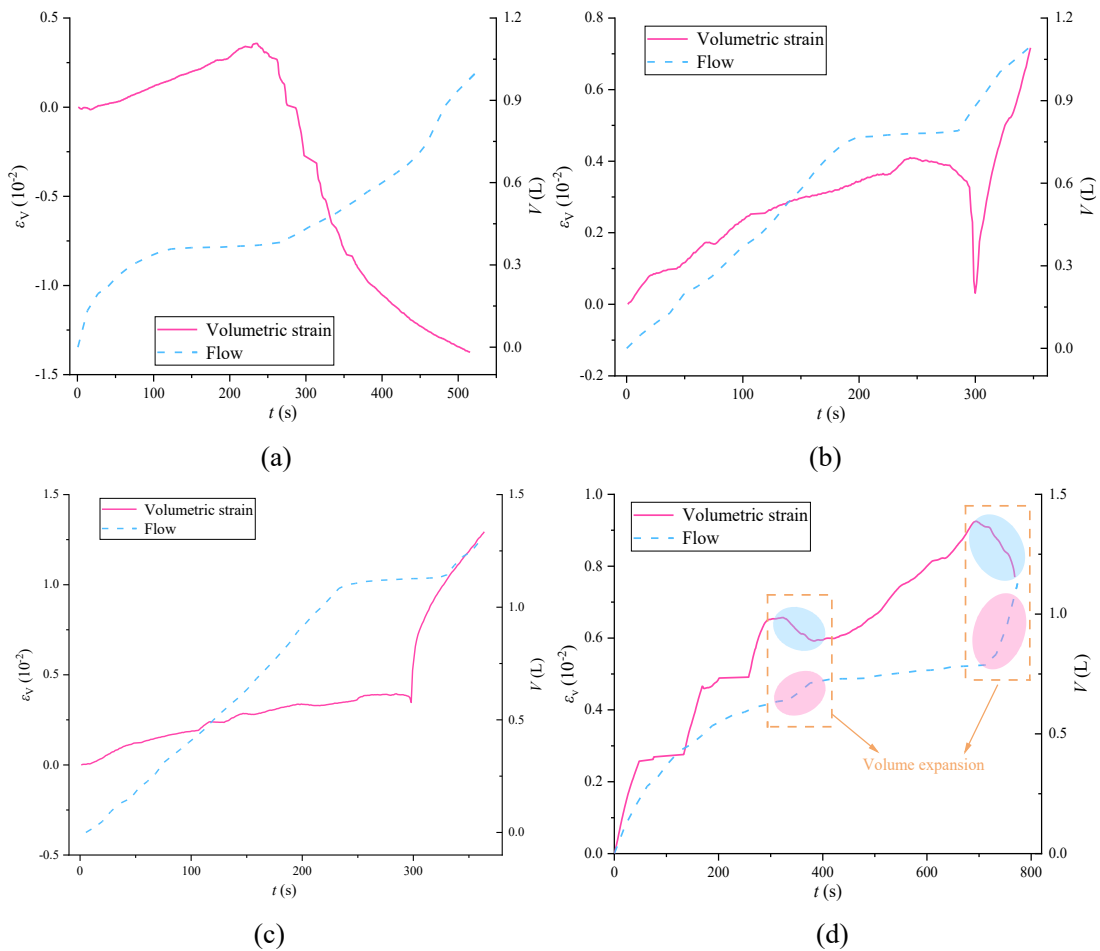 0.5
0.0
-0.5
-1.0
-1.5
εV (10-2)
1.2
0.9
0.6
0.3
0.0
V (L)
Volumetric strain
Flow
0 100 200 300 400 500
t (s)
(a)
0.8
0.6
0.4
0.2
0.0
-0.2
εV (10-2)
Volumetric strain
Flow
1.2
0.9
0.6
0.3
0.0
V (L)
0 100 200 300
t (s)
(b)
1.5
1.0
0.5
0.0
-0.5
εV (10-2)
Volumetric strain
Flow
1.5
1.0
0.5
0.0
V (L)
0 100 200 300
t (s)
(c)
1.0
0.8
0.6
0.4
0.2
0.0
εv (10-2)
Volumetric strain
Flow
Volume expansion
1.5
1.0
0.5
0.0
V (L)
0 200 400 600 800
t (s)
(d)